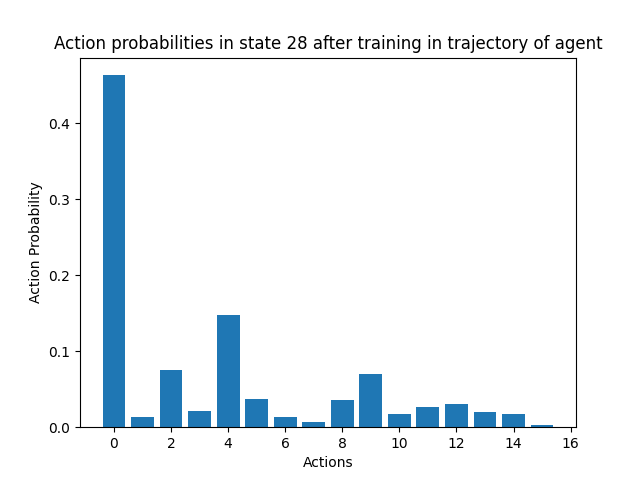 Action probabilities in state 28 after training in trajectory of agent
0.4
0.3
0.2
0.1
0.0
Action Probability
0 2 4 6 8 10 12 14 16
Actions